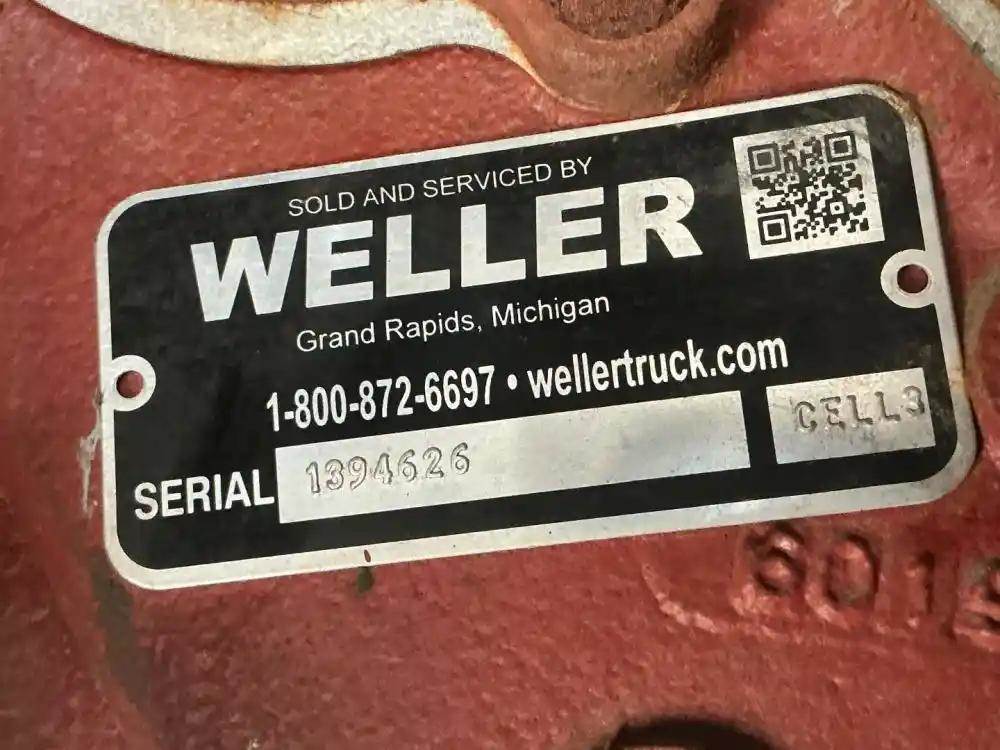 SOLD AND SERVICED BY
WELLER
Grand Rapids, Michigan
1-800-872-6697 • wellertruck.com
SERIAL 1394626 CELL3